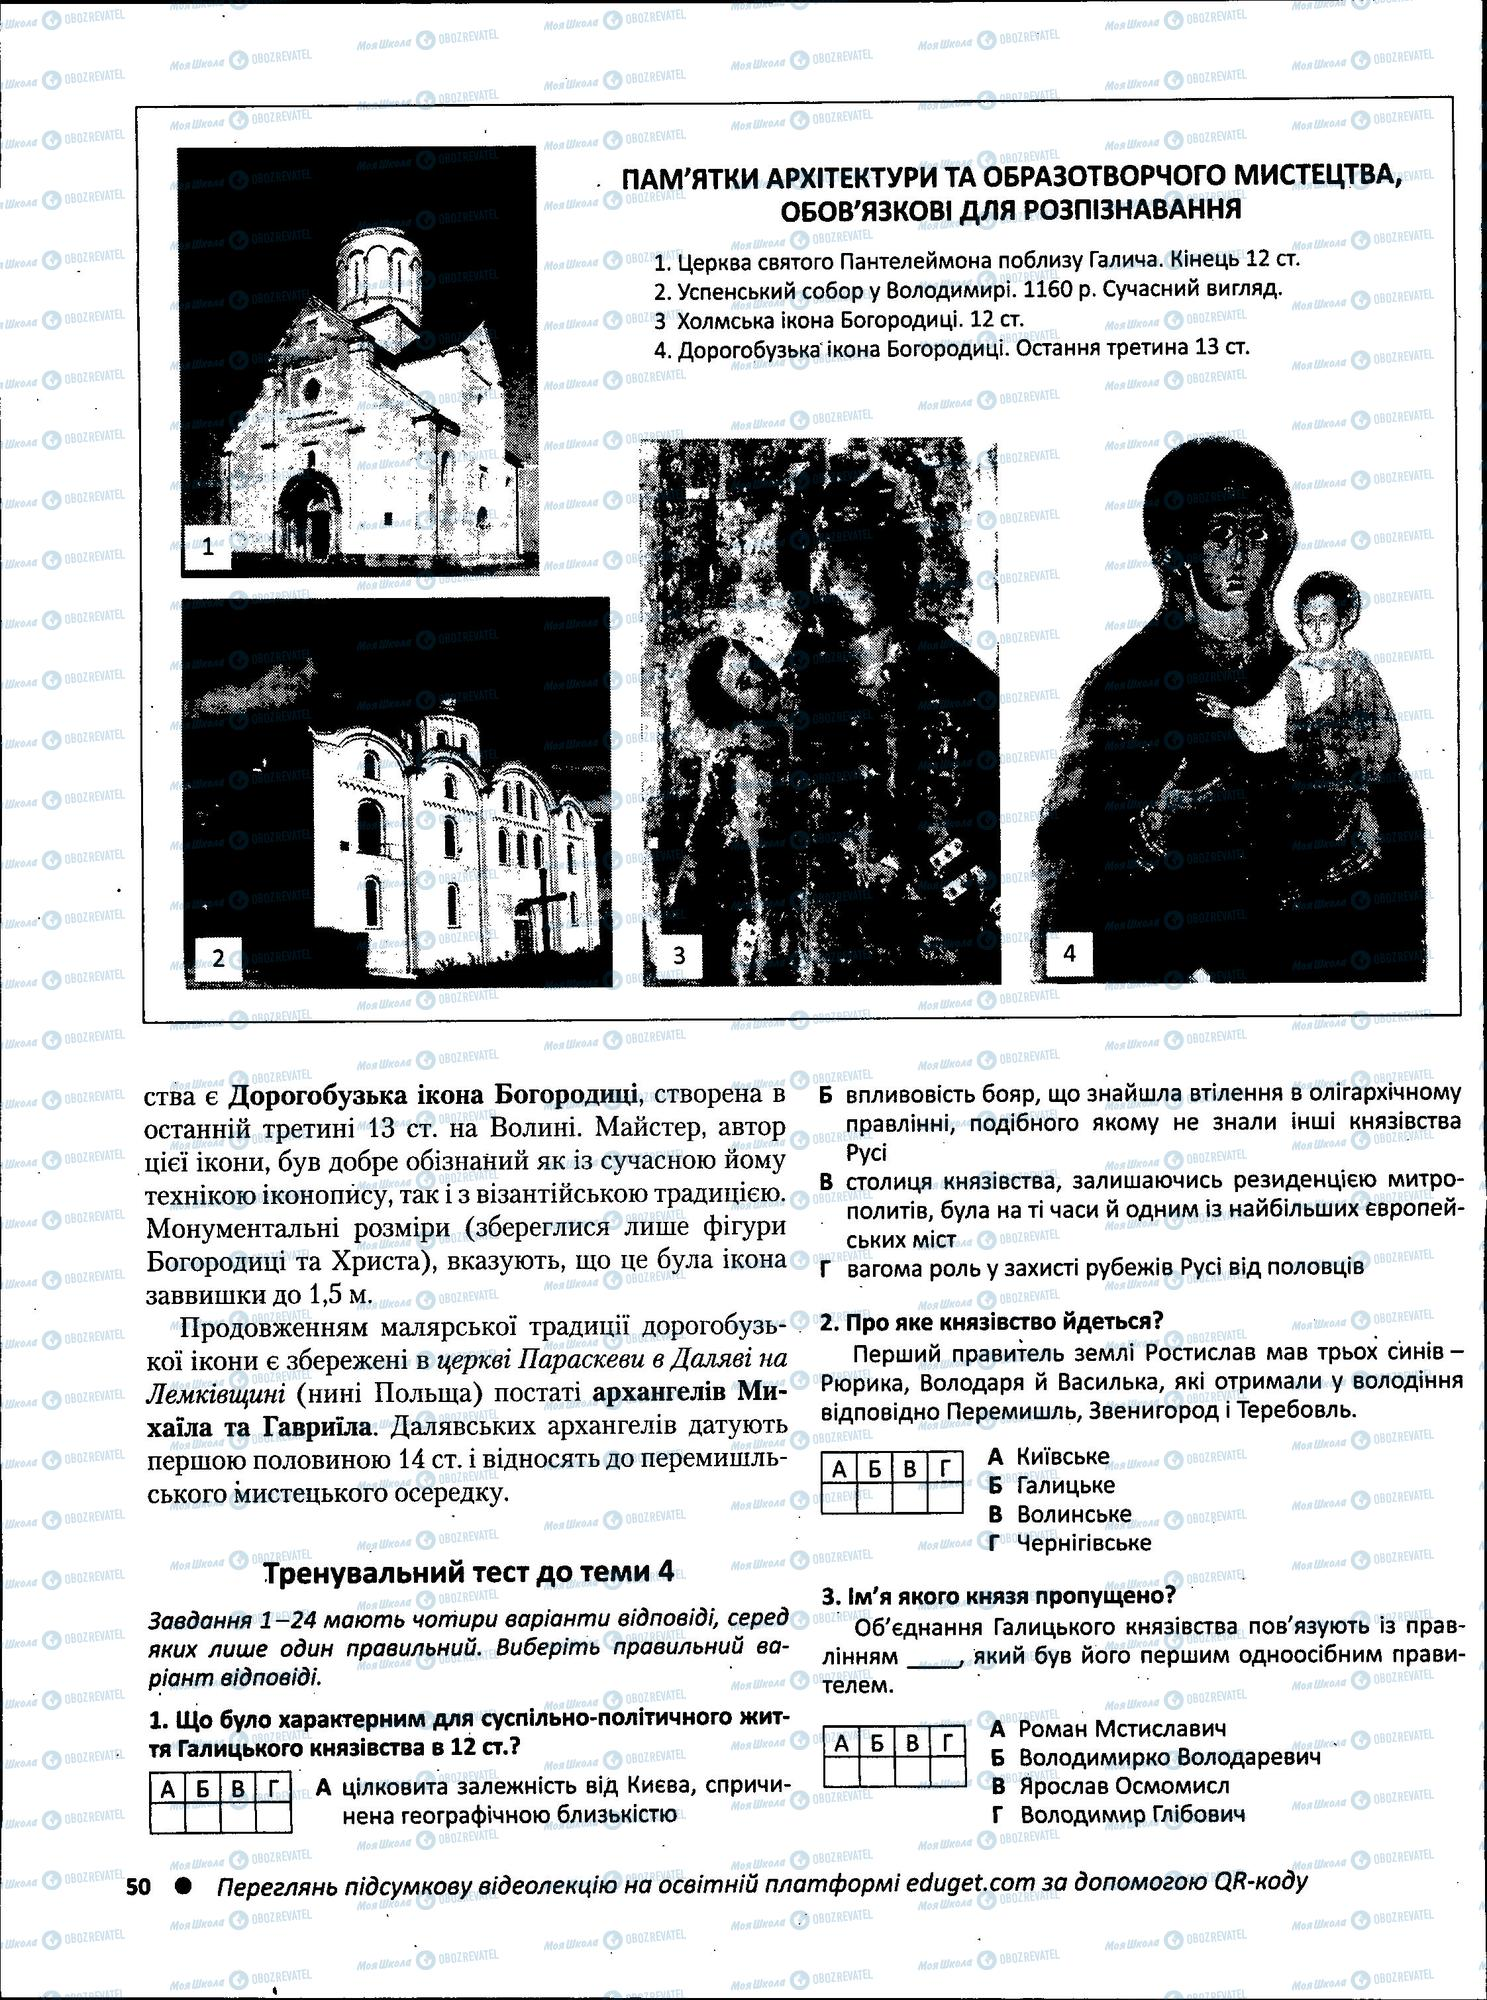 ПАМ'ЯТКИ АРХІТЕКТУРИ ТА ОБРАЗОТВОРЧОГО МИСТЕЦТВА,
ОБОВ'ЯЗКОВІ ДЛЯ РОЗПІЗНАВАННЯ
1. Церква святого Пантелеймона поблизу Галича. Кінець 12 ст.
2. Успенський собор у Володимирі. 1160 р. Сучасний вигляд.
3 Холмська ікона Богородиці. 12 ст.
4. Дорогобузька ікона Богородиці. Остання третина 13 ст.
1
2
3
4
ства є Дорогобузька ікона Богородиці, створена в
останній третині 13 ст. на Волині. Майстер, автор
цієї ікони, був добре обізнаний як із сучасною йому
технікою іконопису, так і з візантійською традицією.
Монументальні розміри (збереглися лише фігури
Богородиці та Христа), вказують, що це була ікона
заввишки до 1,5 м.
Продовженням малярської традиції дорогобузь-
кої ікони є збережені в церкві Параскеви в Даляві на
Лемківщині (нині Польща) постаті архангелів Ми-
хаїла та Гавриїла. Далявських архангелів датують
першою половиною 14 ст. і відносять до перемишль-
ського мистецького осередку.
Тренувальний тест до теми 4
Завдання 1–24 мають чотири варіанти відповіді, серед
яких лише один правильний. Виберіть правильний ва-
ріант відповіді.
1. Що було характерним для суспільно-політичного жит-
тя Галицького князівства в 12 ст.?
А Б В Г
А цілковита залежність від Києва, спричи-
нена географічною близькістю
Б впливовість бояр, що знайшла втілення в олігархічному
правлінні, подібного якому не знали інші князівства
Русі
В столиця князівства, залишаючись резиденцією митро-
политів, була на ті часи й одним із найбільших європей-
ських міст
Г вагома роль у захисті рубежів Русі від половців
2. Про яке князівство йдеться?
Перший правитель землі Ростислав мав трьох синів –
Рюрика, Володаря й Василька, які отримали у володіння
відповідно Перемишль, Звенигород і Теребовль.
А Б В Г
А Київське
Б Галицьке
В Волинське
Г Чернігівське
3. Ім'я якого князя пропущено?
Об'єднання Галицького князівства пов'язують із прав-
лінням ____, який був його першим одноосібним прави-
телем.
А Б В Г
А Роман Мстиславич
Б Володимирко Володаревич
В Ярослав Осмомисл
Г Володимир Глібович
50 ● Переглянь підсумкову відеолекцію на освітній платформі eduget.com за допомогою QR-коду